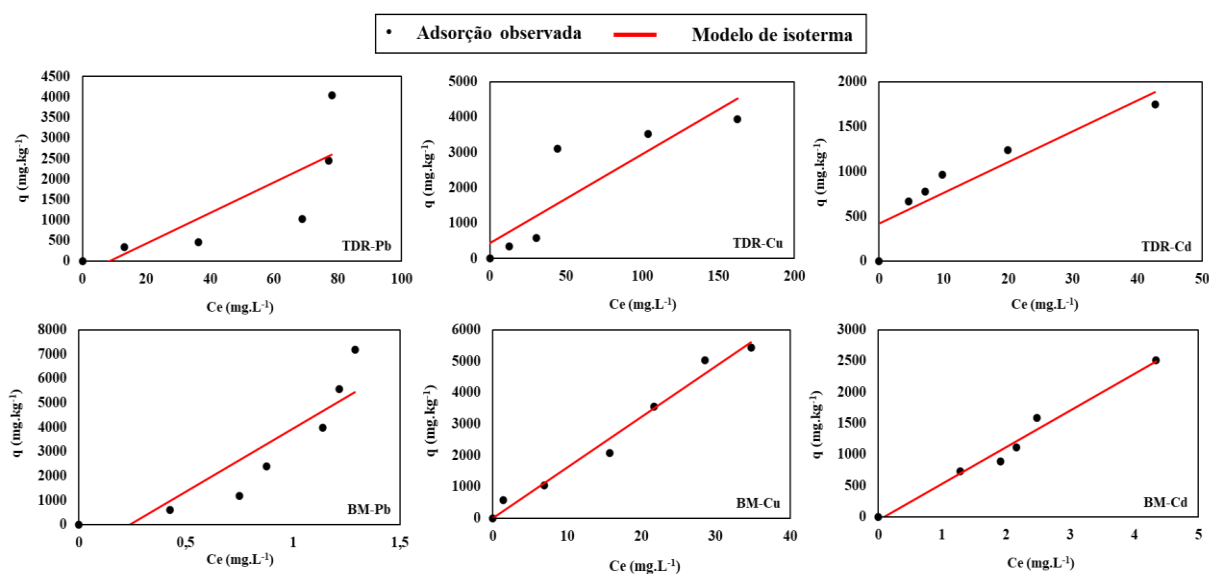 Adsorção observada Modelo de isoterma
4500
4000
3500
3000
2500
2000
1500
1000
500
0
q (mg.kg-1)
TDR-Pb
0 20 40 60 80 100
Ce (mg.L-1)
5000
4000
3000
2000
1000
0
q (mg.kg-1)
TDR-Cu
0 50 100 150 200
Ce (mg.L-1)
2000
1500
1000
500
0
q (mg.kg-1)
TDR-Cd
0 10 20 30 40 50
Ce (mg.L-1)
8000
7000
6000
5000
4000
3000
2000
1000
0
q (mg.kg-1)
BM-Pb
0 0,5 1 1,5
Ce (mg.L-1)
6000
5000
4000
3000
2000
1000
0
q (mg.kg-1)
BM-Cu
0 10 20 30 40
Ce (mg.L-1)
3000
2500
2000
1500
1000
500
0
q (mg.kg-1)
BM-Cd
0 1 2 3 4 5 6
Ce (mg.L-1)